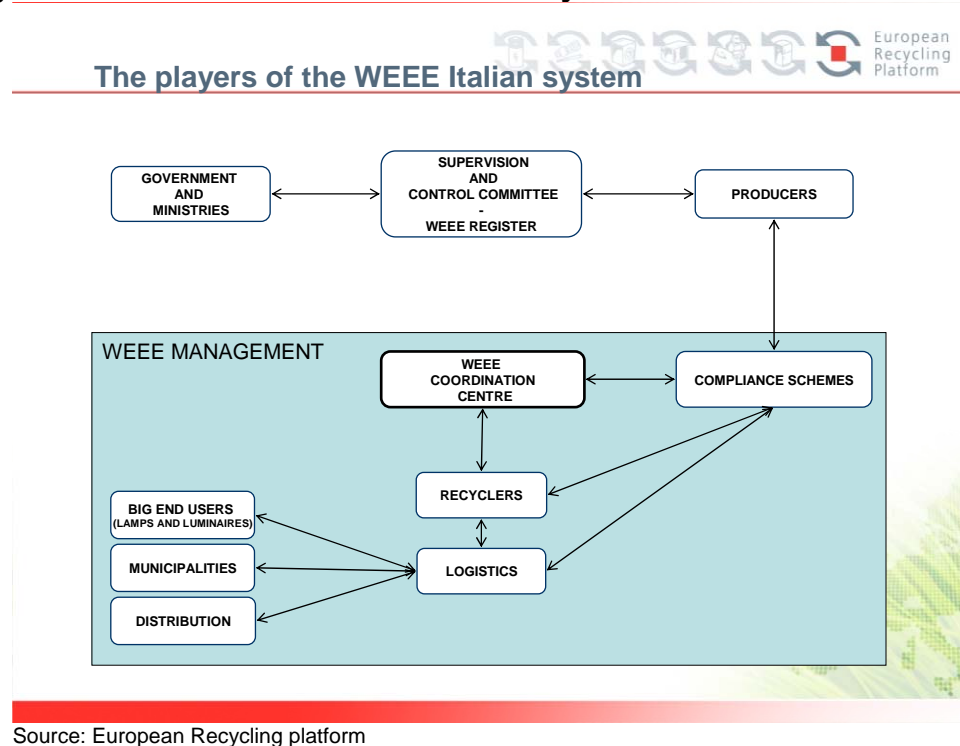 The players of the WEEE Italian system
European
Recycling
Platform
GOVERNMENT
AND
MINISTRIES
SUPERVISION
AND
CONTROL COMMITTEE
-
WEEE REGISTER
PRODUCERS
WEEE MANAGEMENT
WEEE
COORDINATION
CENTRE
COMPLIANCE SCHEMES
RECYCLERS
BIG END USERS
(LAMPS AND LUMINAIRES)
MUNICIPALITIES
LOGISTICS
DISTRIBUTION
Source: European Recycling platform